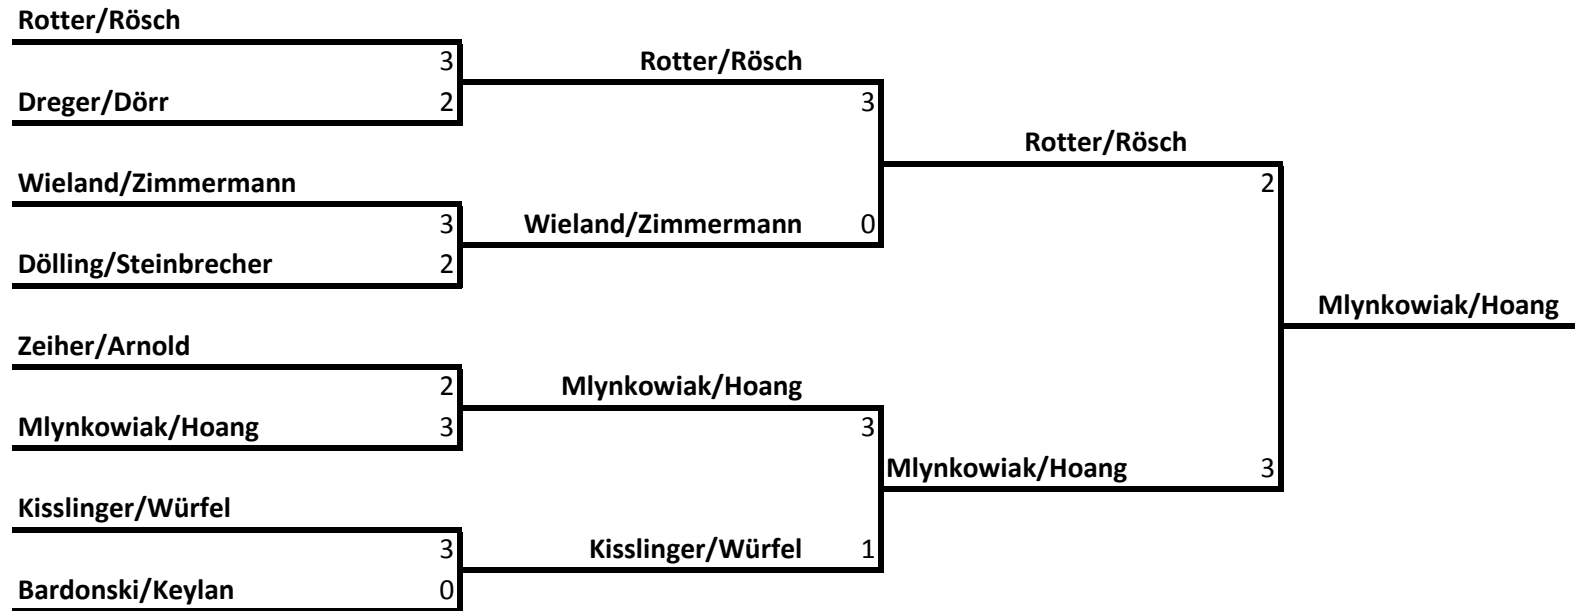 Rotter/Rösch
3 Rotter/Rösch
Dreger/Dörr 2 3
Rotter/Rösch
Wieland/Zimmermann 2
3 Wieland/Zimmermann 0
Dölling/Steinbrecher 2
Mlynkowiak/Hoang
Zeiher/Arnold
2 Mlynkowiak/Hoang
Mlynkowiak/Hoang 3 3
Mlynkowiak/Hoang 3
Kisslinger/Würfel
3 Kisslinger/Würfel 1
Bardonski/Keylan 0